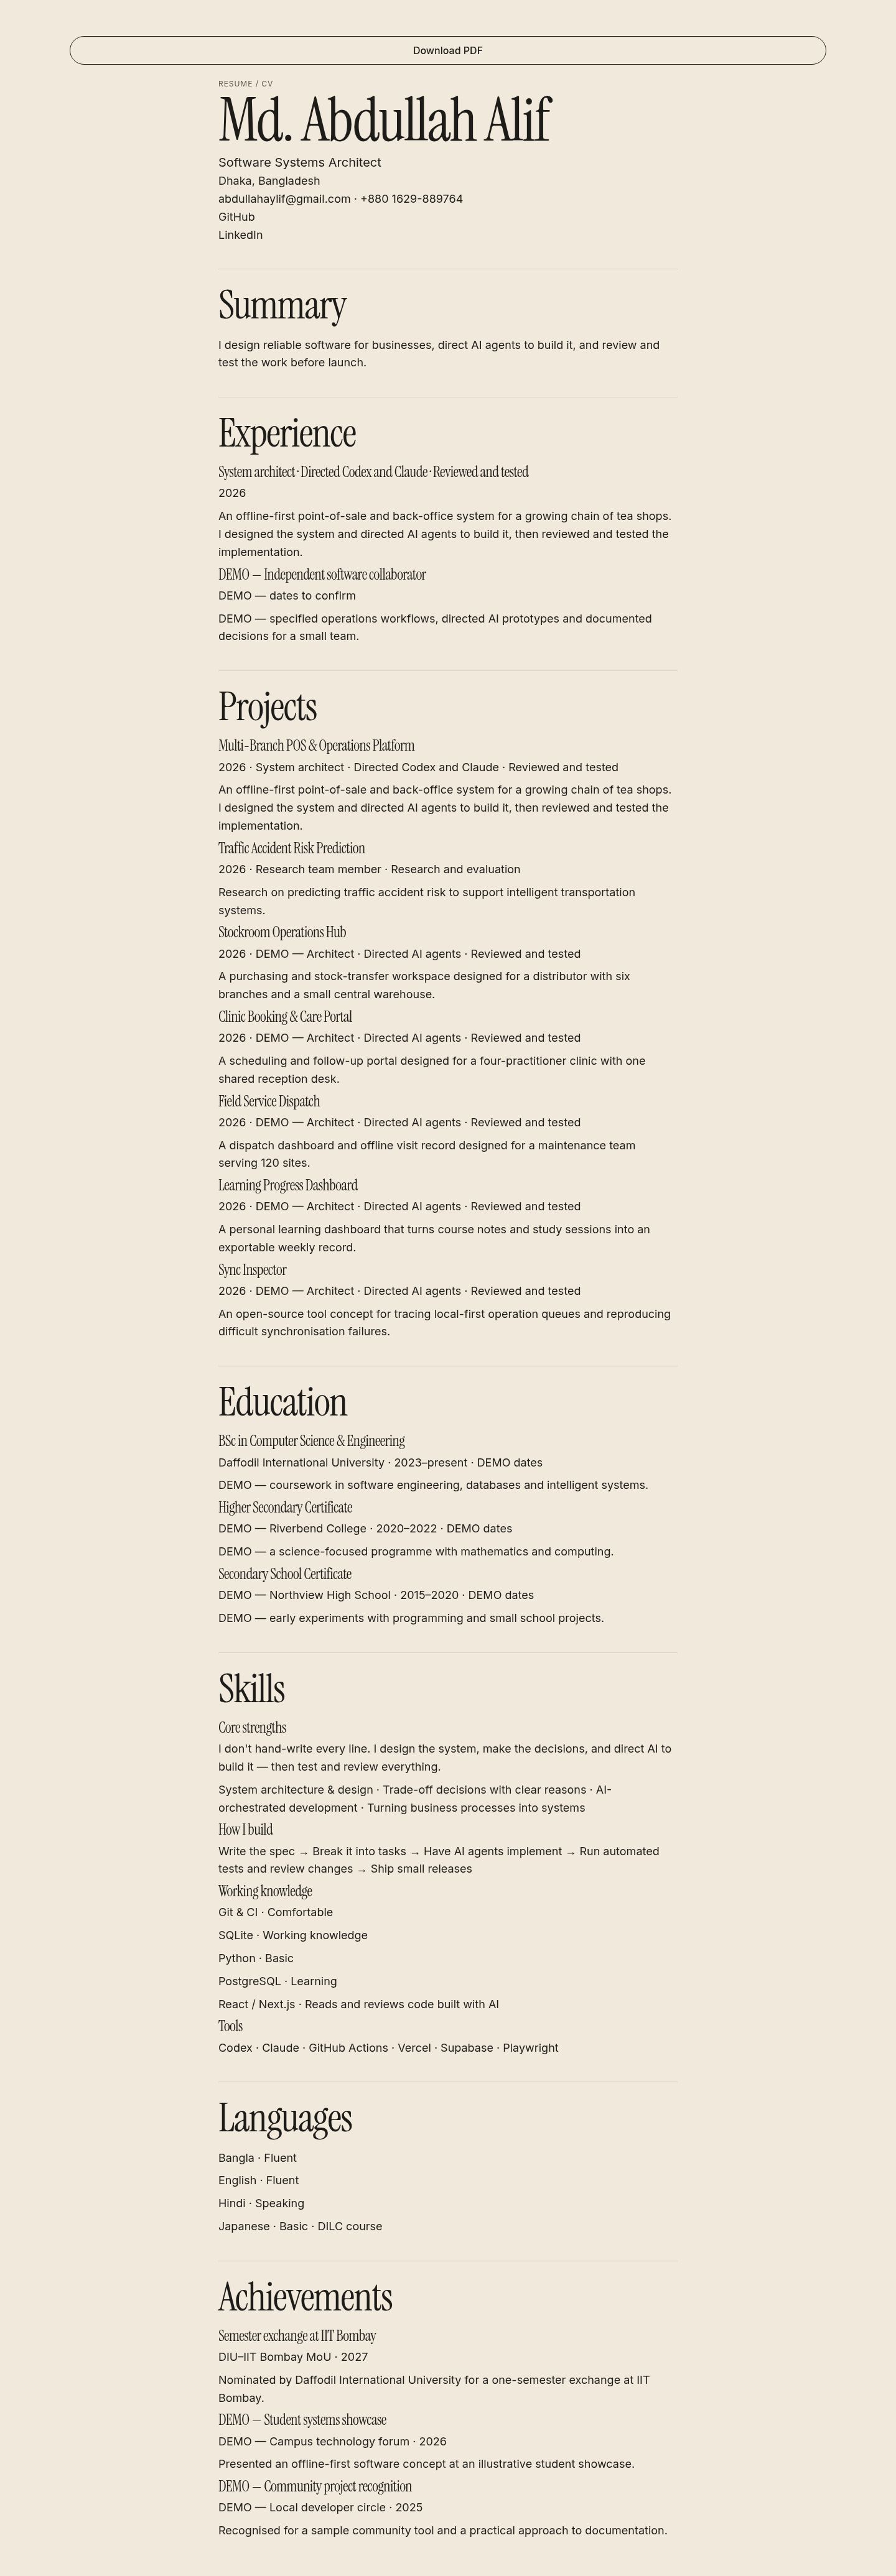 Download PDF
RESUME / CV
Md. Abdullah Alif
Software Systems Architect
Dhaka, Bangladesh
abdullahaylif@gmail.com · +880 1629-889764
GitHub
LinkedIn
Summary
I design reliable software for businesses, direct AI agents to build it, and review and
test the work before launch.
Experience
System architect · Directed Codex and Claude · Reviewed and tested
2026
An offline-first point-of-sale and back-office system for a growing chain of tea shops.
I designed the system and directed AI agents to build it, then reviewed and tested the
implementation.
DEMO — Independent software collaborator
DEMO — dates to confirm
DEMO — specified operations workflows, directed AI prototypes and documented
decisions for a small team.
Projects
Multi-Branch POS & Operations Platform
2026 · System architect · Directed Codex and Claude · Reviewed and tested
An offline-first point-of-sale and back-office system for a growing chain of tea shops.
I designed the system and directed AI agents to build it, then reviewed and tested the
implementation.
Traffic Accident Risk Prediction
2026 · Research team member · Research and evaluation
Research on predicting traffic accident risk to support intelligent transportation
systems.
Stockroom Operations Hub
2026 · DEMO — Architect · Directed AI agents · Reviewed and tested
A purchasing and stock-transfer workspace designed for a distributor with six
branches and a small central warehouse.
Clinic Booking & Care Portal
2026 · DEMO — Architect · Directed AI agents · Reviewed and tested
A scheduling and follow-up portal designed for a four-practitioner clinic with one
shared reception desk.
Field Service Dispatch
2026 · DEMO — Architect · Directed AI agents · Reviewed and tested
A dispatch dashboard and offline visit record designed for a maintenance team
serving 120 sites.
Learning Progress Dashboard
2026 · DEMO — Architect · Directed AI agents · Reviewed and tested
A personal learning dashboard that turns course notes and study sessions into an
exportable weekly record.
Sync Inspector
2026 · DEMO — Architect · Directed AI agents · Reviewed and tested
An open-source tool concept for tracing local-first operation queues and reproducing
difficult synchronisation failures.
Education
BSc in Computer Science & Engineering
Daffodil International University · 2023–present · DEMO dates
DEMO — coursework in software engineering, databases and intelligent systems.
Higher Secondary Certificate
DEMO — Riverbend College · 2020–2022 · DEMO dates
DEMO — a science-focused programme with mathematics and computing.
Secondary School Certificate
DEMO — Northview High School · 2015–2020 · DEMO dates
DEMO — early experiments with programming and small school projects.
Skills
Core strengths
I don't hand-write every line. I design the system, make the decisions, and direct AI to
build it — then test and review everything.
System architecture & design · Trade-off decisions with clear reasons · AI-
orchestrated development · Turning business processes into systems
How I build
Write the spec → Break it into tasks → Have AI agents implement → Run automated
tests and review changes → Ship small releases
Working knowledge
Git & CI · Comfortable
SQLite · Working knowledge
Python · Basic
PostgreSQL · Learning
React / Next.js · Reads and reviews code built with AI
Tools
Codex · Claude · GitHub Actions · Vercel · Supabase · Playwright
Languages
Bangla · Fluent
English · Fluent
Hindi · Speaking
Japanese · Basic · DILC course
Achievements
Semester exchange at IIT Bombay
DIU–IIT Bombay MoU · 2027
Nominated by Daffodil International University for a one-semester exchange at IIT
Bombay.
DEMO — Student systems showcase
DEMO — Campus technology forum · 2026
Presented an offline-first software concept at an illustrative student showcase.
DEMO — Community project recognition
DEMO — Local developer circle · 2025
Recognised for a sample community tool and a practical approach to documentation.